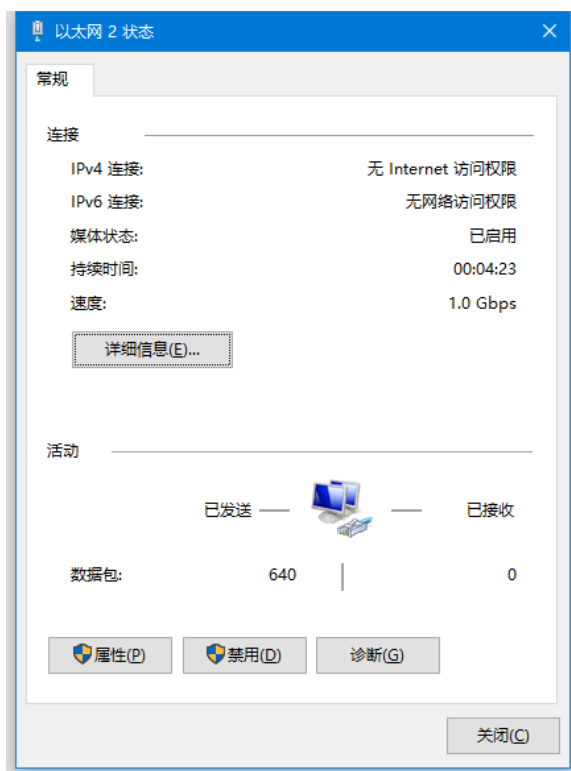 以太网 2 状态
常规
连接
IPv4 连接: 无 Internet 访问权限
IPv6 连接: 无网络访问权限
媒体状态: 已启用
持续时间: 00:04:23
速度: 1.0 Gbps
详细信息(E)...
活动
已发送 已接收
数据包: 640 0
属性(P) 禁用(D) 诊断(G)
关闭(C)